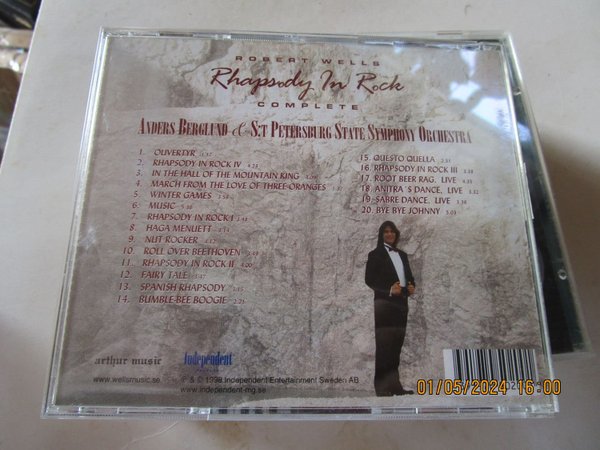 ROBERT WELLS
Rhapsody In Rock
COMPLETE
ANDERS BERGLUND & S:T PETERSBURG STATE SYMPHONY ORCHESTRA
1. OUVERTYR
2. RHAPSODY IN ROCK IV
3. IN THE HALL OF THE MOUNTAIN KING
4. MARCH FROM THE LOVE OF THREE ORANGES
5. WINTER GAMES
6. MUSIC
7. RHAPSODY IN ROCK I
8. HAGA MENUETT
9. NUT ROCKER
10. ROLL OVER BEETHOVEN
11. RHAPSODY IN ROCK II
12. FAIRY TALE
13. SPANISH RHAPSODY
14. BUMBLE-BEE BOOGIE
15. QUESTO QUELLA
16. RHAPSODY IN ROCK III
17. ROOT BEER RAG, LIVE
18. ANITRA'S DANCE, LIVE
19. SABRE DANCE, LIVE
20. BYE BYE JOHNNY
arthur music
Independent
www.wellsmusic.se
℗ & © 1998 Independent Entertainment Sweden AB
www.independent-mg.se
01/05/2024 16:00